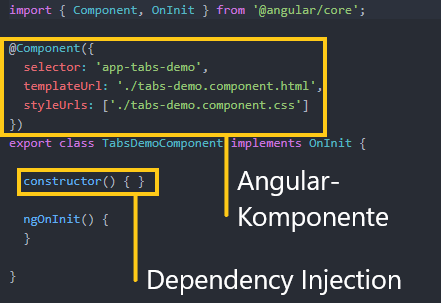 import { Component, OnInit } from '@angular/core';
@Component({
  selector: 'app-tabs-demo',
  templateUrl: './tabs-demo.component.html',
  styleUrls: ['./tabs-demo.component.css']
})
export class TabsDemoComponent implements OnInit {
  constructor() { }
  ngOnInit() {
  }
}
Angular-
Komponente
Dependency Injection